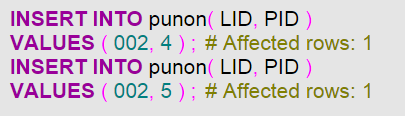 INSERT INTO punon( LID, PID )
VALUES ( 002, 4 ) ; # Affected rows: 1
INSERT INTO punon( LID, PID )
VALUES ( 002, 5 ) ; # Affected rows: 1